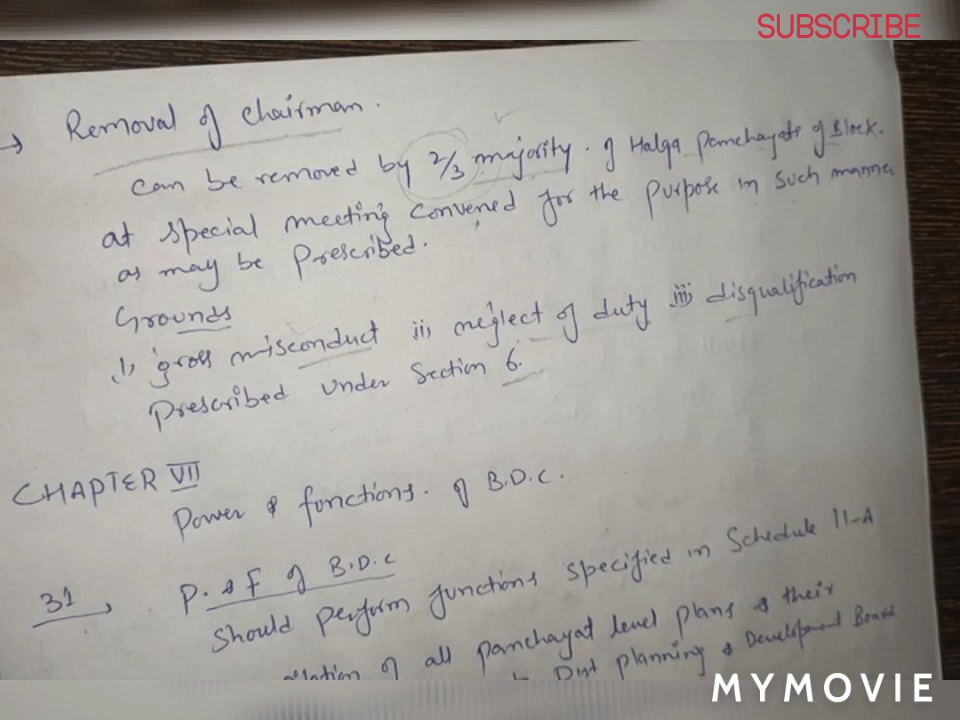 SUBSCRIBE
→ Removal of chairman.
can be removed by 2/3 majority. of Halqa Panchayats of Block.
at special meeting convened for the purpose in such manner
as may be prescribed.
Grounds
(i) gross misconduct (ii) neglect of duty (iii) disqualification
prescribed under Section 6.
CHAPTER VII
Power & functions. of B.D.C.
31, P. & F of B.D.C
should perform functions specified in Schedule II-A
of all panchayat level plans & their
Dist planning & Development Board
MYMOVIE